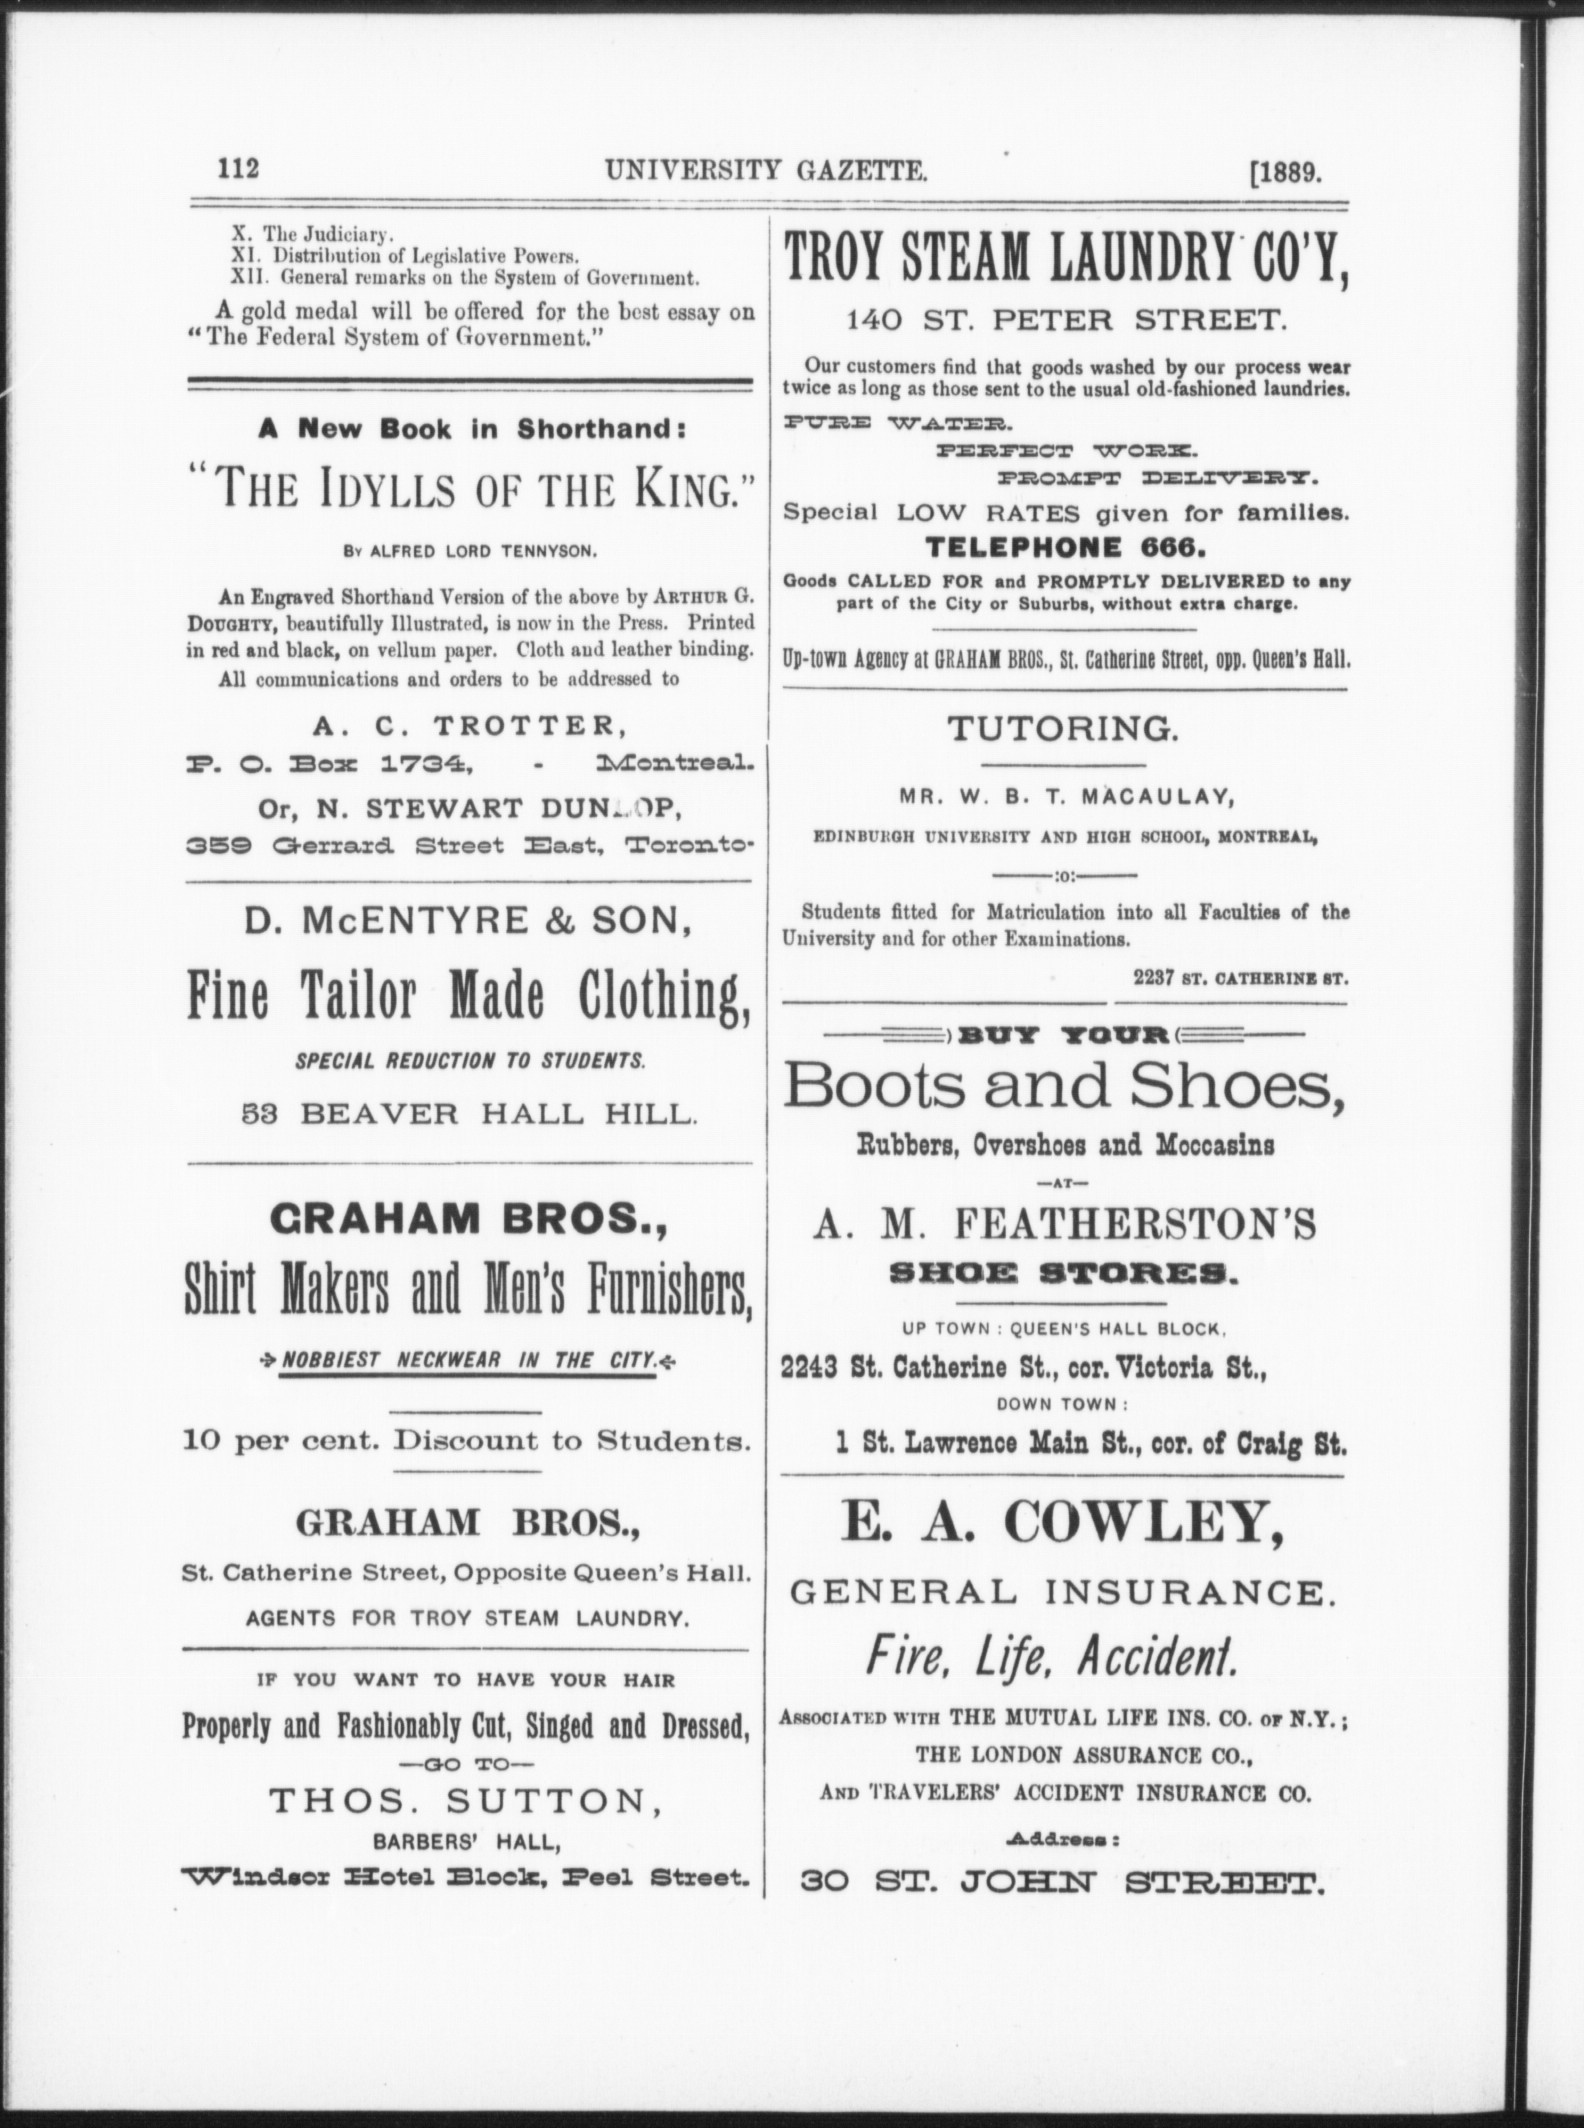 112
UNIVERSITY GAZETTE.
[1889.
X. The Judiciary.
XI. Distribution of Legislative Powers.
XII. General remarks on the System of Government.
A gold medal will be offered for the best essay on
"The Federal System of Government."
A New Book in Shorthand:
"THE IDYLLS OF THE KING."
BY ALFRED LORD TENNYSON.
An Engraved Shorthand Version of the above by ARTHUR G.
DOUGHTY, beautifully Illustrated, is now in the Press. Printed
in red and black, on vellum paper. Cloth and leather binding.
All communications and orders to be addressed to
A. C. TROTTER,
P. O. Box 1734, - Montreal.
Or, N. STEWART DUNLOP,
359 Gerrard Street East, Toronto-
D. McENTYRE & SON,
Fine Tailor Made Clothing,
SPECIAL REDUCTION TO STUDENTS.
53 BEAVER HALL HILL.
GRAHAM BROS.,
Shirt Makers and Men's Furnishers,
NOBBIEST NECKWEAR IN THE CITY.
10 per cent. Discount to Students.
GRAHAM BROS.,
St. Catherine Street, Opposite Queen's Hall.
AGENTS FOR TROY STEAM LAUNDRY.
IF YOU WANT TO HAVE YOUR HAIR
Properly and Fashionably Cut, Singed and Dressed,
—GO TO—
THOS. SUTTON,
BARBERS' HALL,
Windsor Hotel Block, Peel Street.
TROY STEAM LAUNDRY CO'Y,
140 ST. PETER STREET.
Our customers find that goods washed by our process wear
twice as long as those sent to the usual old-fashioned laundries.
PURE WATER.
PERFECT WORK.
PROMPT DELIVERY.
Special LOW RATES given for families.
TELEPHONE 666.
Goods CALLED FOR and PROMPTLY DELIVERED to any
part of the City or Suburbs, without extra charge.
Up-town Agency at GRAHAM BROS., St. Catherine Street, opp. Queen's Hall.
TUTORING.
MR. W. B. T. MACAULAY,
EDINBURGH UNIVERSITY AND HIGH SCHOOL, MONTREAL,
:o:
Students fitted for Matriculation into all Faculties of the
University and for other Examinations.
2237 ST. CATHERINE ST.
)BUY YOUR(
Boots and Shoes,
Rubbers, Overshoes and Moccasins
—AT—
A. M. FEATHERSTON'S
SHOE STORES.
UP TOWN : QUEEN'S HALL BLOCK,
2243 St. Catherine St., cor. Victoria St.,
DOWN TOWN :
1 St. Lawrence Main St., cor. of Craig St.
E. A. COWLEY,
GENERAL INSURANCE.
Fire, Life, Accident.
ASSOCIATED WITH THE MUTUAL LIFE INS. CO. OF N.Y.;
THE LONDON ASSURANCE CO.,
AND TRAVELERS' ACCIDENT INSURANCE CO.
Address:
30 ST. JOHN STREET.